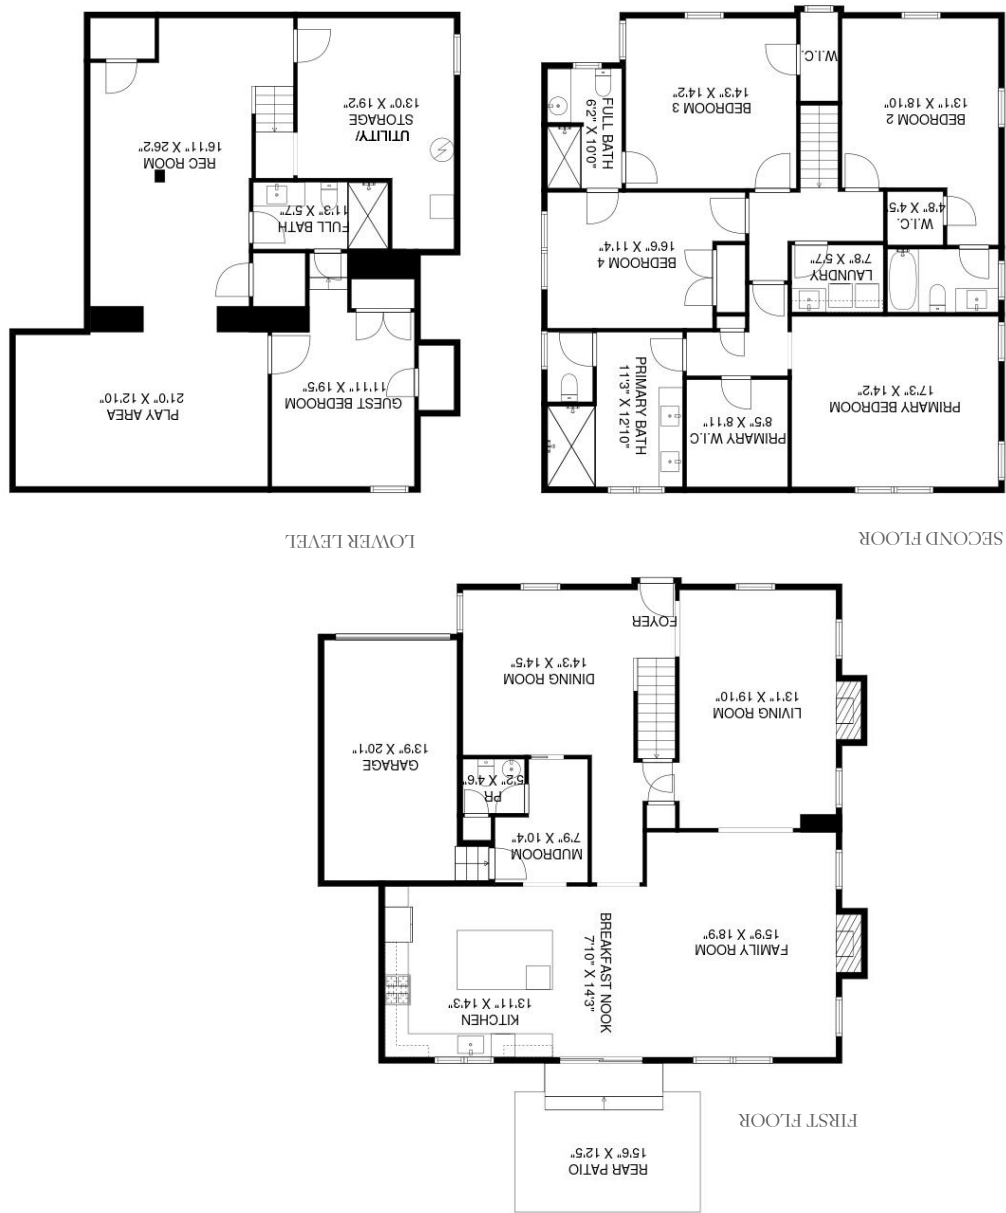 REAR PATIO
15'6" X 12'5"
FIRST FLOOR
KITCHEN
13'11" X 14'3"
BREAKFAST NOOK
7'10" X 14'3"
FAMILY ROOM
15'9" X 18'9"
MUDROOM
7'9" X 10'4"
PR
5'2" X 4'6"
GARAGE
13'9" X 20'1"
LIVING ROOM
13'1" X 19'10"
DINING ROOM
14'3" X 14'5"
FOYER
SECOND FLOOR
PRIMARY BEDROOM
17'3" X 14'2"
PRIMARY W.I.C
8'5" X 8'11"
PRIMARY BATH
11'3" X 12'10"
LAUNDRY
7'8" X 5'7"
BEDROOM 4
16'6" X 11'4"
W.I.C.
4'8" X 4'5"
BEDROOM 2
13'1" X 18'10"
BEDROOM 3
14'3" X 14'2"
FULL BATH
6'2" X 10'0"
W.I.C.
LOWER LEVEL
PLAY AREA
21'0" X 12'10"
GUEST BEDROOM
11'11" X 19'5"
FULL BATH
11'3" X 5'7"
REC ROOM
16'11" X 26'2"
UTILITY/
STORAGE
13'0" X 19'2"